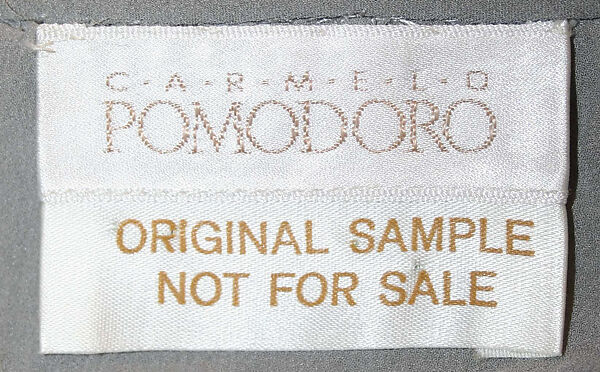 C·A·R·M·E·L·O
POMODORO
ORIGINAL SAMPLE
NOT FOR SALE